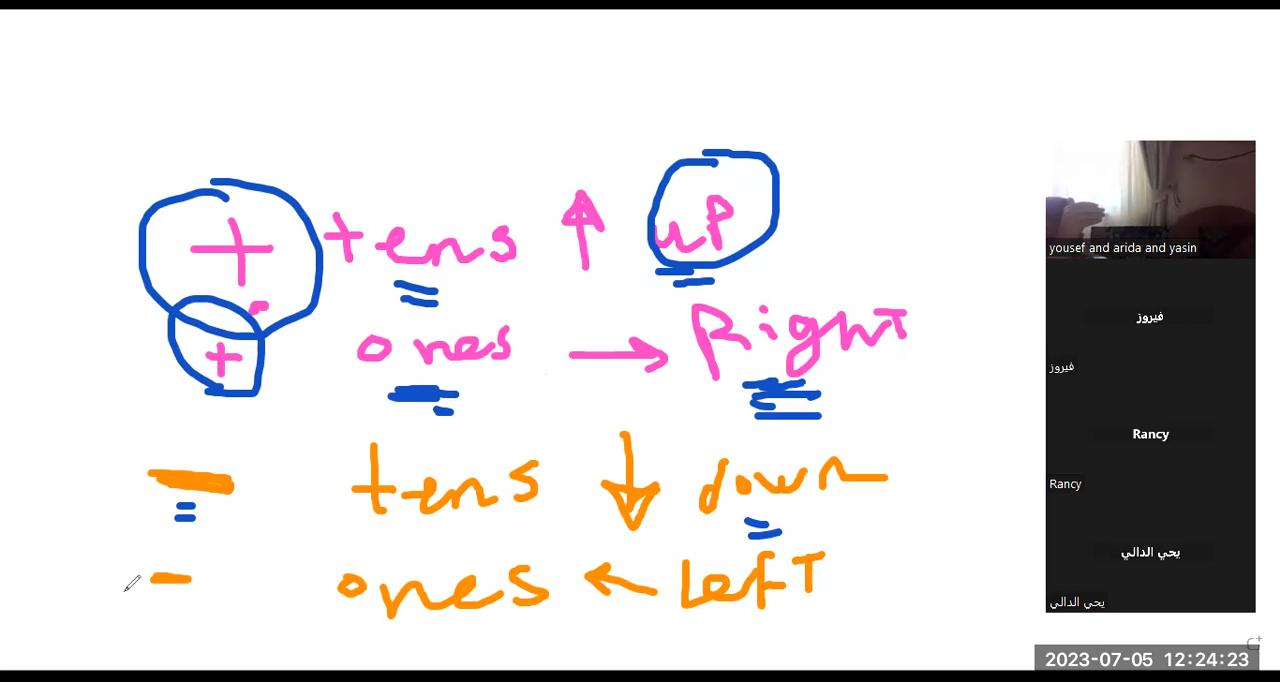 + tens ↑ uP
+ ones → Right
- tens ↓ down
- ones ← LefT
yousef and arida and yasin
فيروز
فيروز
Rancy
Rancy
يحي الدالي
يحي الدالي
2023-07-05 12:24:23